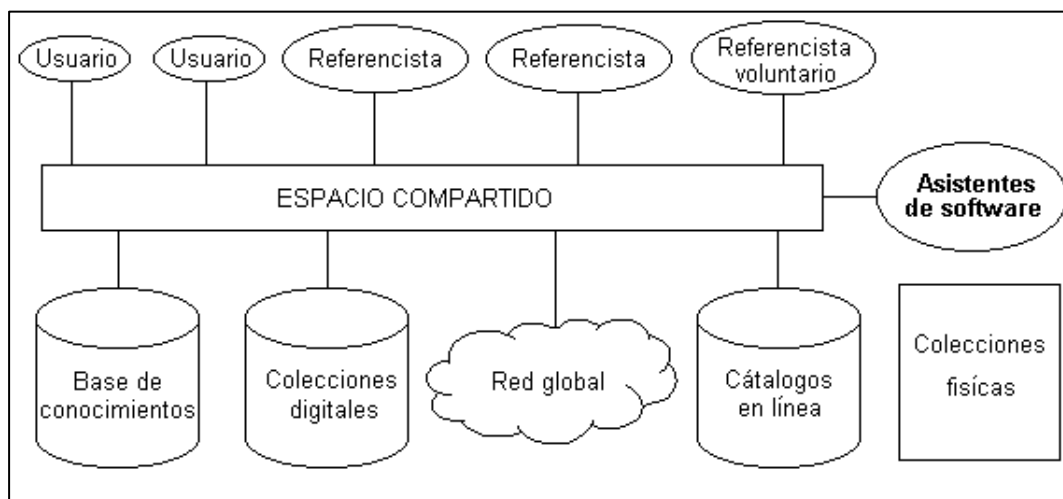 Usuario
Usuario
Referencista
Referencista
Referencista
voluntario
ESPACIO COMPARTIDO
Asistentes
de software
Base de
conocimientos
Colecciones
digitales
Red global
Cátalogos
en línea
Colecciones
fisícas